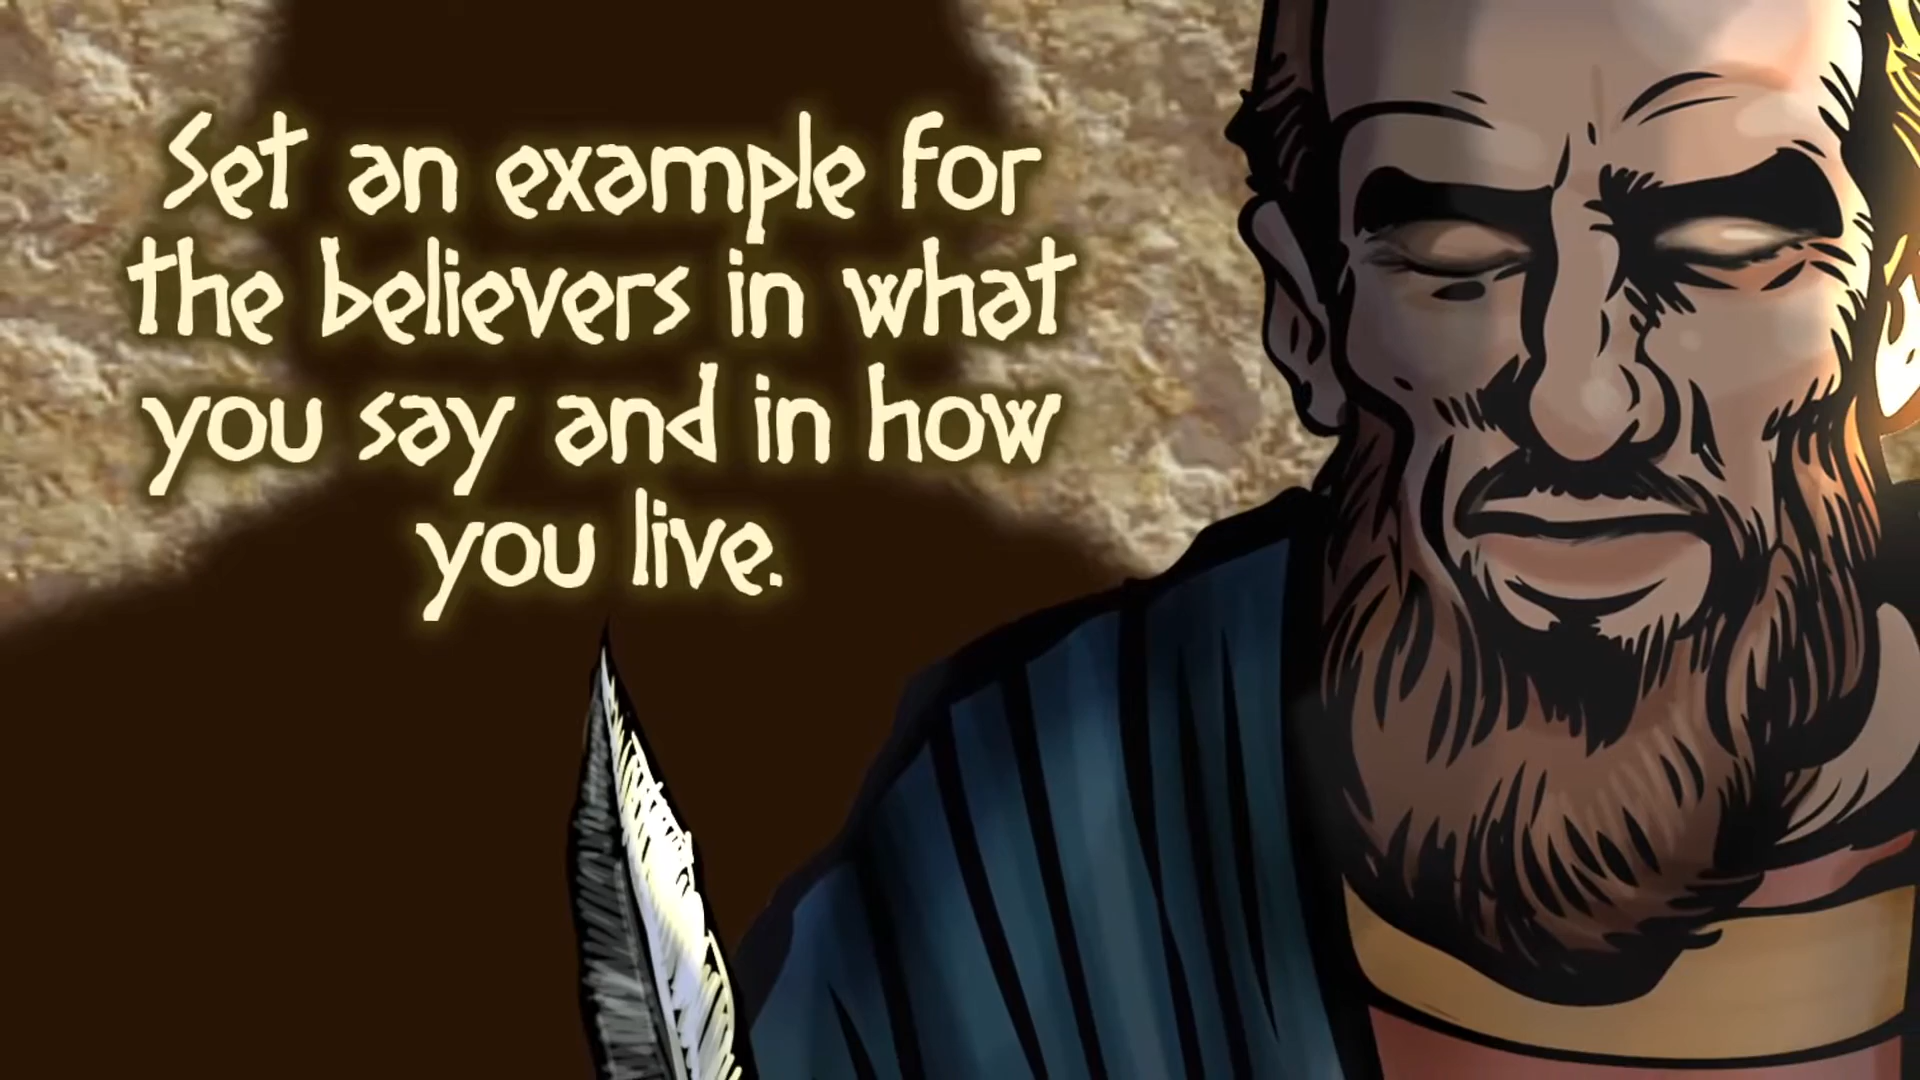 Set an example for
the believers in what
you say and in how
you live.